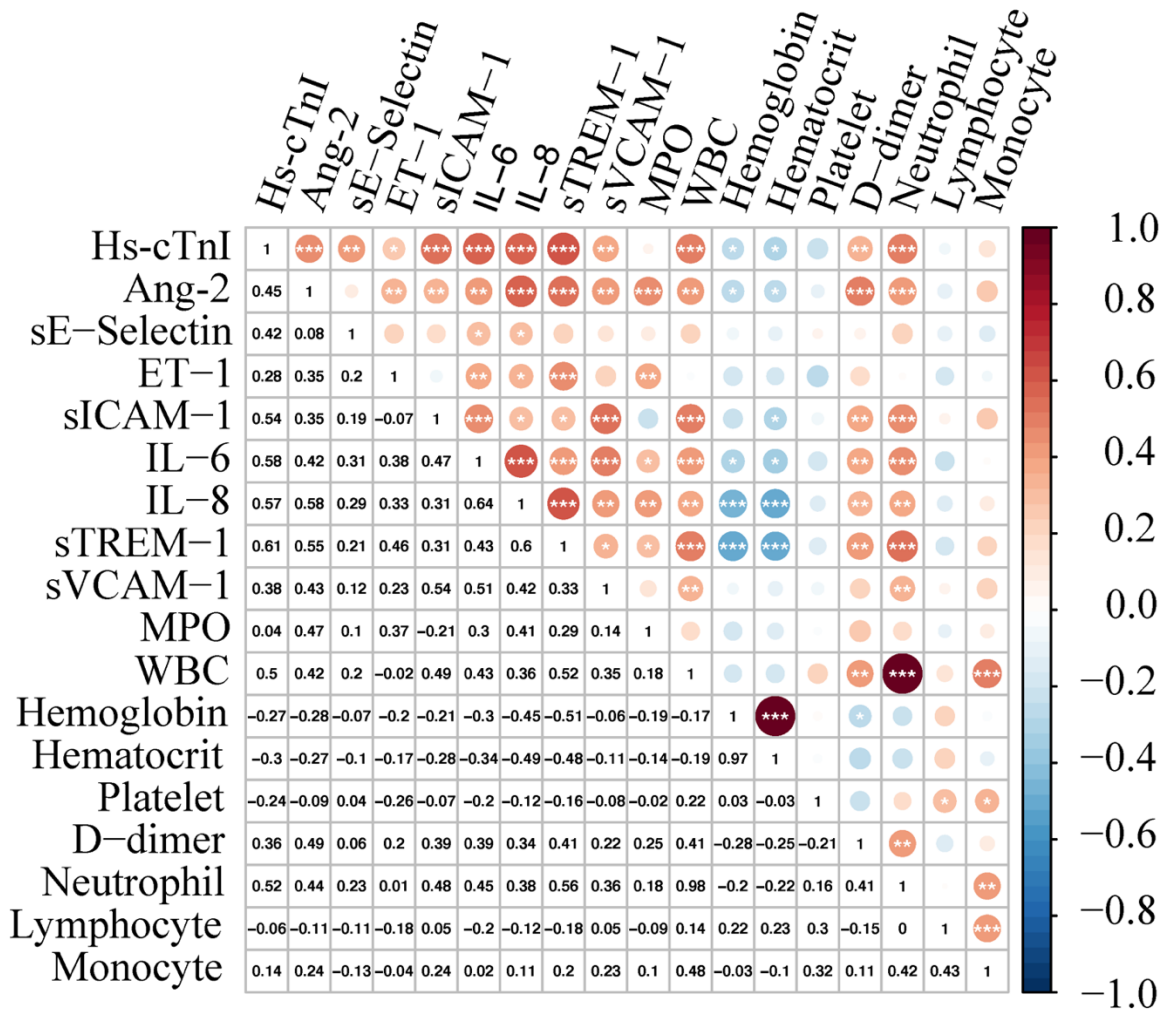 Hs-cTnI Ang-2 sE−Selectin ET−1 sICAM−1 IL−6 IL−8 sTREM−1 sVCAM−1 MPO WBC Hemoglobin Hematocrit Platelet D−dimer Neutrophil Lymphocyte Monocyte
Hs-cTnI 1 *** ** * *** *** *** *** ** *** * * ** *** 1.0
Ang-2 0.45 1 ** ** ** *** *** ** *** ** * * *** *** 0.8
sE−Selectin 0.42 0.08 1 * *
ET−1 0.28 0.35 0.2 1 ** * *** ** 0.6
sICAM−1 0.54 0.35 0.19 −0.07 1 *** * * *** *** * ** ***
IL−6 0.58 0.42 0.31 0.38 0.47 1 *** *** *** * *** * * ** *** 0.4
IL−8 0.57 0.58 0.29 0.33 0.31 0.64 1 *** ** ** ** *** *** ** **
sTREM−1 0.61 0.55 0.21 0.46 0.31 0.43 0.6 1 * * *** *** *** ** *** 0.2
sVCAM−1 0.38 0.43 0.12 0.23 0.54 0.51 0.42 0.33 1 ** **
MPO 0.04 0.47 0.1 0.37 −0.21 0.3 0.41 0.29 0.14 1 0.0
WBC 0.5 0.42 0.2 −0.02 0.49 0.43 0.36 0.52 0.35 0.18 1 ** *** *** −0.2
Hemoglobin −0.27 −0.28 −0.07 −0.2 −0.21 −0.3 −0.45 −0.51 −0.06 −0.19 −0.17 1 *** *
Hematocrit −0.3 −0.27 −0.1 −0.17 −0.28 −0.34 −0.49 −0.48 −0.11 −0.14 −0.19 0.97 1 −0.4
Platelet −0.24 −0.09 0.04 −0.26 −0.07 −0.2 −0.12 −0.16 −0.08 −0.02 0.22 0.03 −0.03 1 * *
D−dimer 0.36 0.49 0.06 0.2 0.39 0.39 0.34 0.41 0.22 0.25 0.41 −0.28 −0.25 −0.21 1 ** −0.6
Neutrophil 0.52 0.44 0.23 0.01 0.48 0.45 0.38 0.56 0.36 0.18 0.98 −0.2 −0.22 0.16 0.41 1 **
Lymphocyte −0.06 −0.11 −0.11 −0.18 0.05 −0.2 −0.12 −0.18 0.05 −0.09 0.14 0.22 0.23 0.3 −0.15 0 1 *** −0.8
Monocyte 0.14 0.24 −0.13 −0.04 0.24 0.02 0.11 0.2 0.23 0.1 0.48 −0.03 −0.1 0.32 0.11 0.42 0.43 1 −1.0